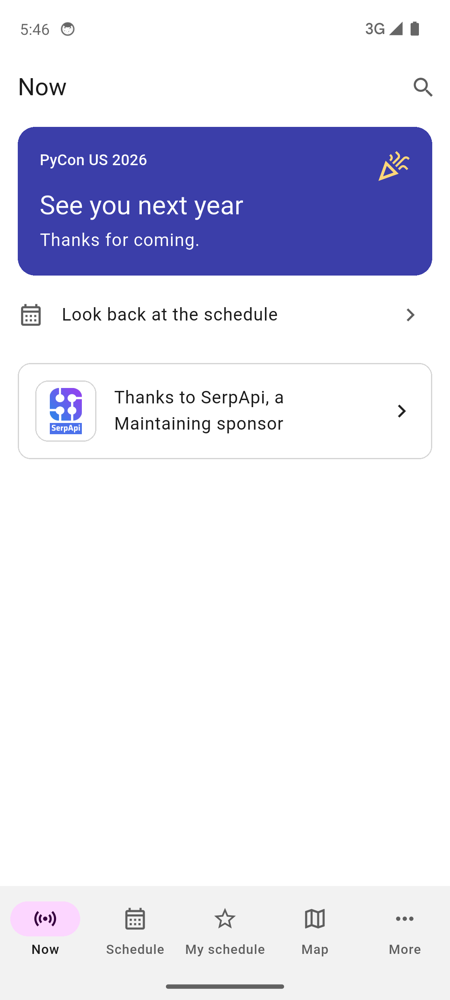 5:46
3G
Now
PyCon US 2026
See you next year
Thanks for coming.
Look back at the schedule
SerpApi
Thanks to SerpApi, a
Maintaining sponsor
Now
Schedule
My schedule
Map
More